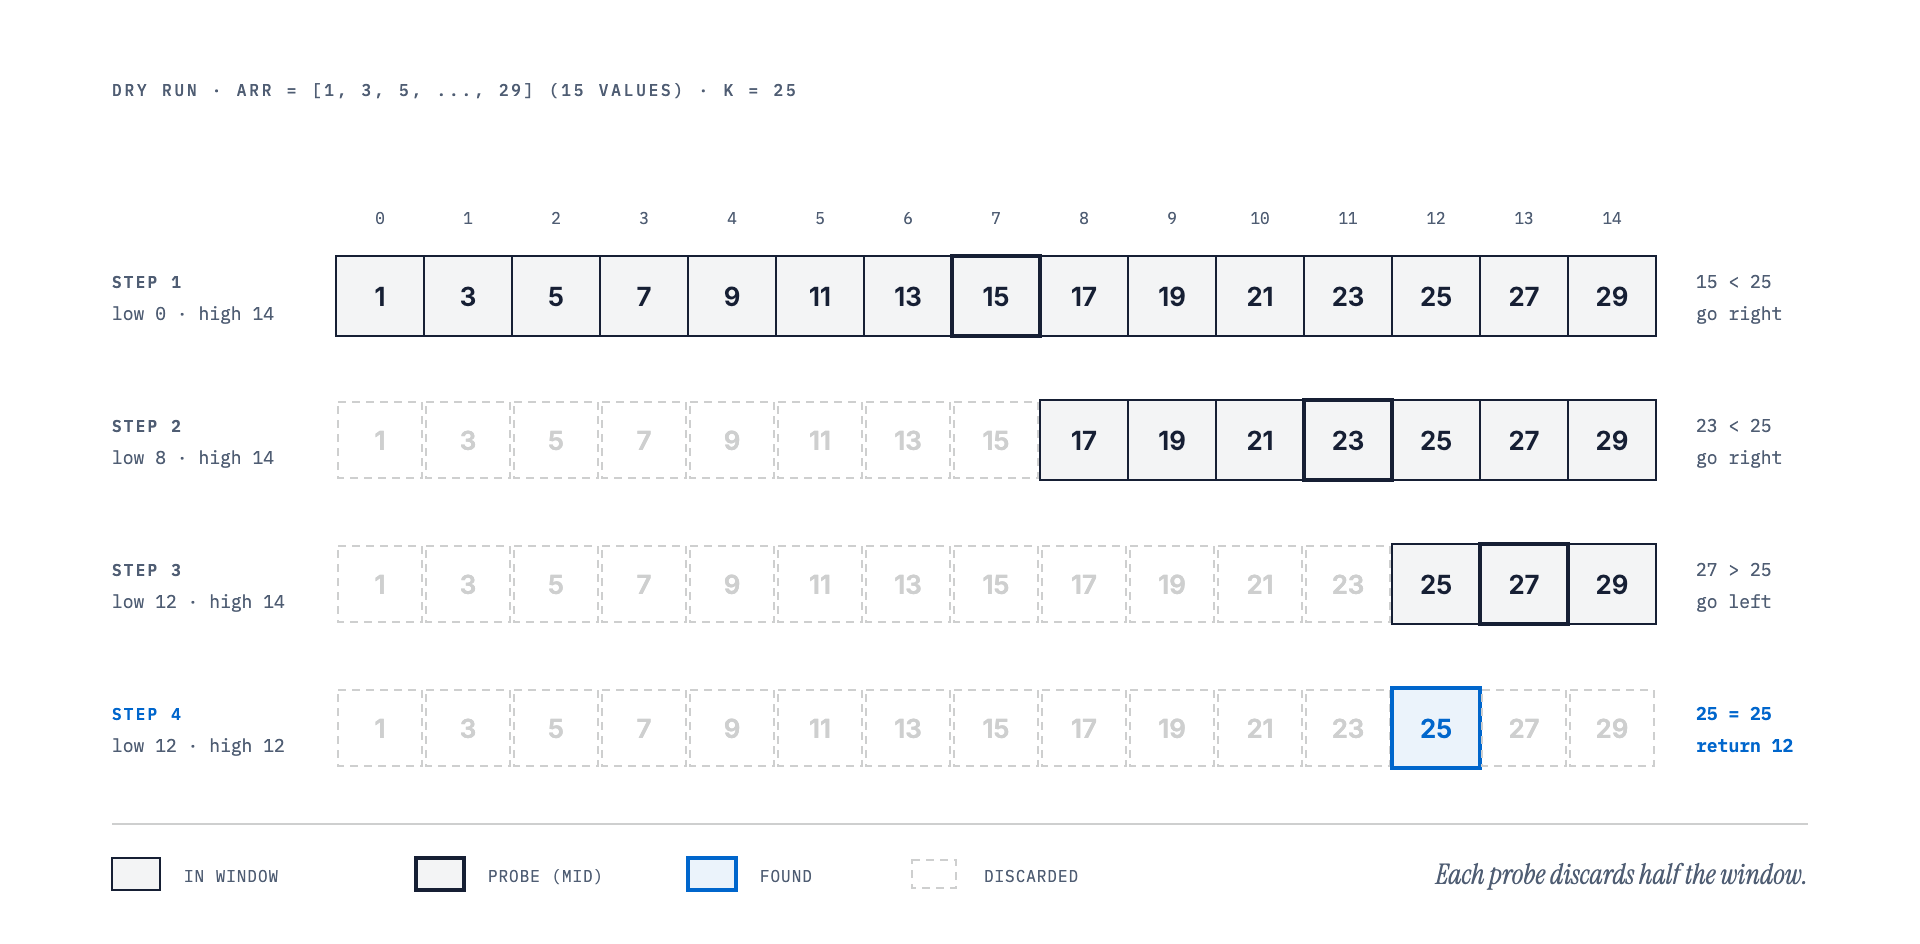 DRY RUN · ARR = [1, 3, 5, ..., 29] (15 VALUES) · K = 25
0 1 2 3 4 5 6 7 8 9 10 11 12 13 14
STEP 1
low 0 · high 14
1 3 5 7 9 11 13 15 17 19 21 23 25 27 29
15 < 25
go right
STEP 2
low 8 · high 14
1 3 5 7 9 11 13 15 17 19 21 23 25 27 29
23 < 25
go right
STEP 3
low 12 · high 14
1 3 5 7 9 11 13 15 17 19 21 23 25 27 29
27 > 25
go left
STEP 4
low 12 · high 12
1 3 5 7 9 11 13 15 17 19 21 23 25 27 29
25 = 25
return 12
IN WINDOW PROBE (MID) FOUND DISCARDED
Each probe discards half the window.